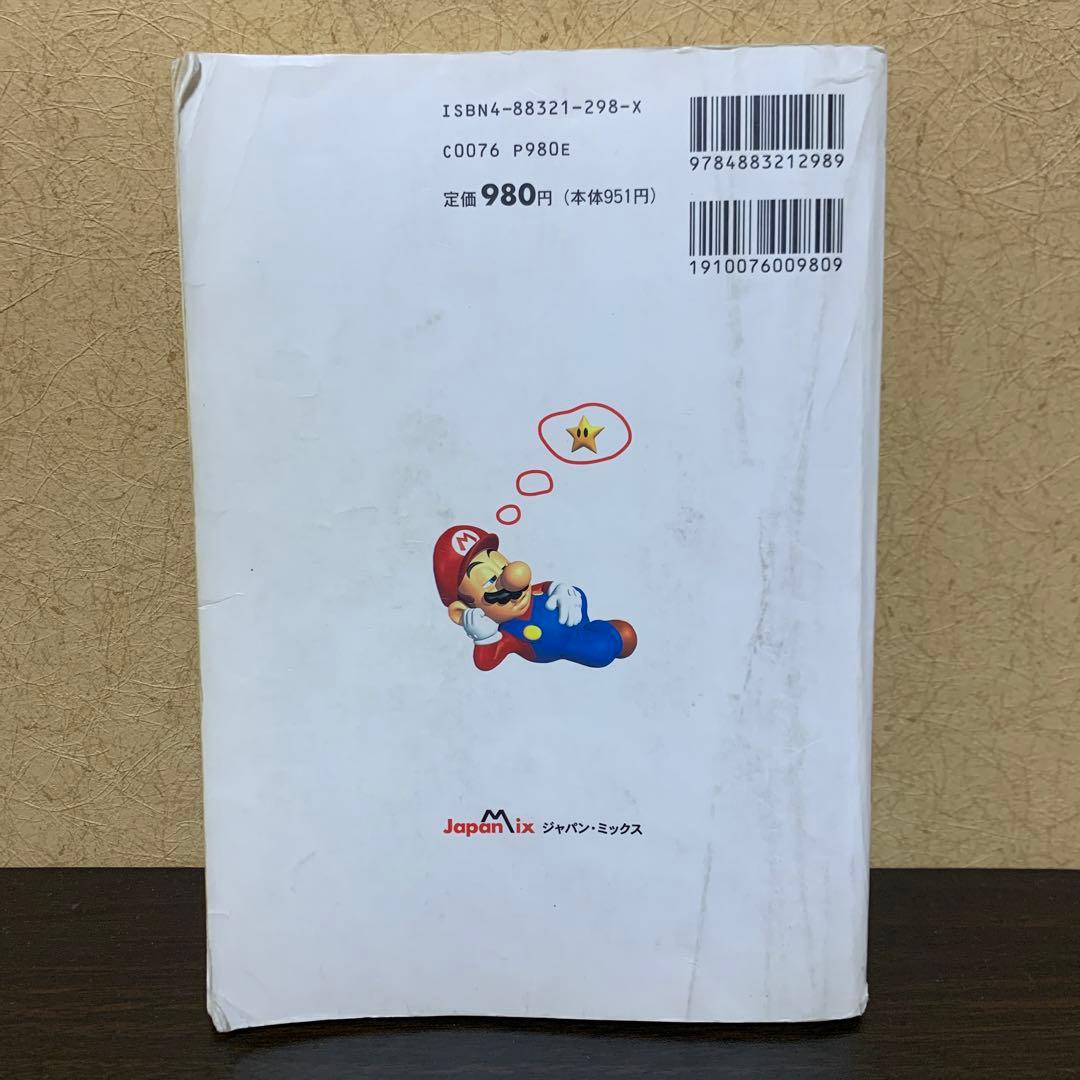 ISBN4-88321-298-X
C0076 P980E
定価 980円 (本体951円)
9784883212989
1910076009809
M
JapanMix ジャパン・ミックス